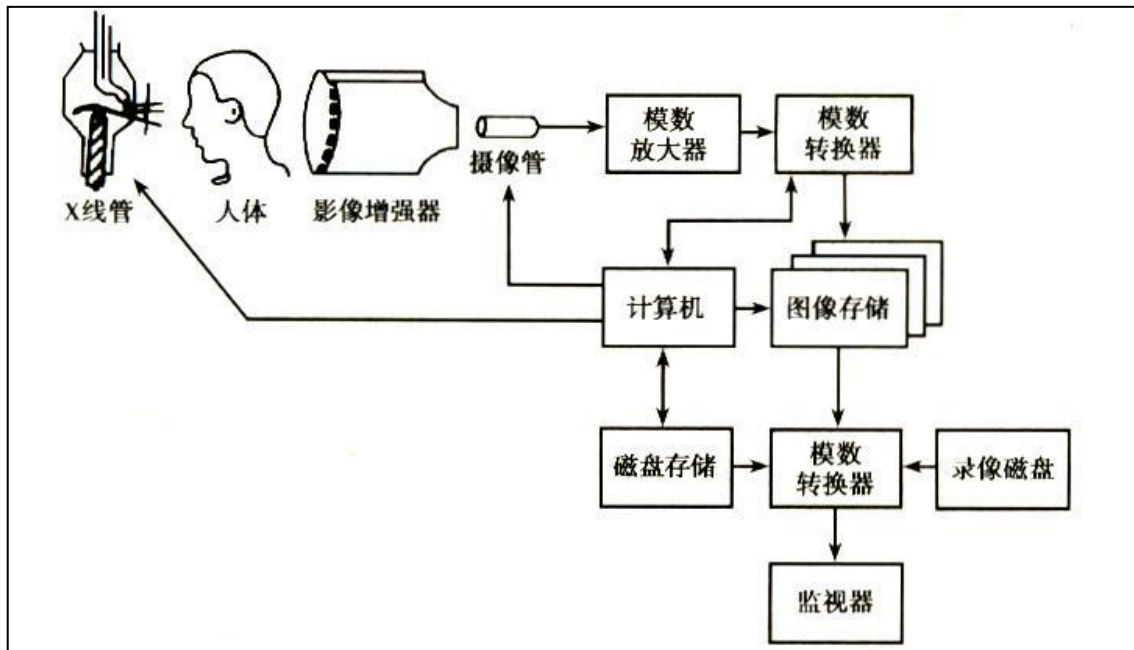 模数
放大器
模数
转换器
摄像管
X线管
人体
影像增强器
计算机
图像存储
磁盘存储
模数
转换器
录像磁盘
监视器